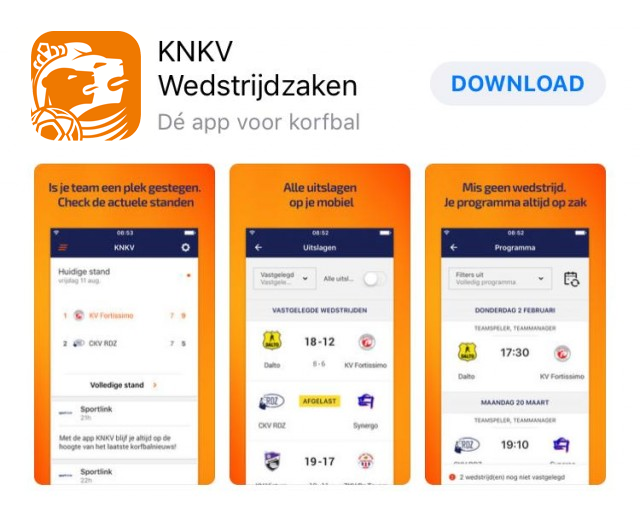 KNKV
Wedstrijdzaken
Dé app voor korfbal
DOWNLOAD
Is je team een plek gestegen.
Check de actuele standen
08:53
KNKV
Huidige stand
vrijdag 11 aug.
1 KV Fortissimo 7 9
2 CKV RDZ 7 5
Volledige stand >
Sportlink
21h
Met de app KNKV blijf je altijd op de
hoogte van het laatste korfbalnieuws!
Sportlink
22h
Alle uitslagen
op je mobiel
08:52
Uitslagen
Vastgelegd
Vastgele...
Alle uitsl...
VASTGELEGDE WEDSTRIJDEN
18-12
8-6
Dalto
KV Fortissimo
RDZ
AFGELAST
CKV RDZ
Synergo
19-17
Mis geen wedstrijd.
Je programma altijd op zak
08:52
Programma
Filters uit
Volledig programma
DONDERDAG 2 FEBRUARI
TEAMSPELER, TEAMMANAGER
17:30
Dalto
KV Fortissimo
MAANDAG 20 MAART
TEAMSPELER, TEAMMANAGER
RDZ
19:10
2 wedstrijd(en) nog niet vastgelegd